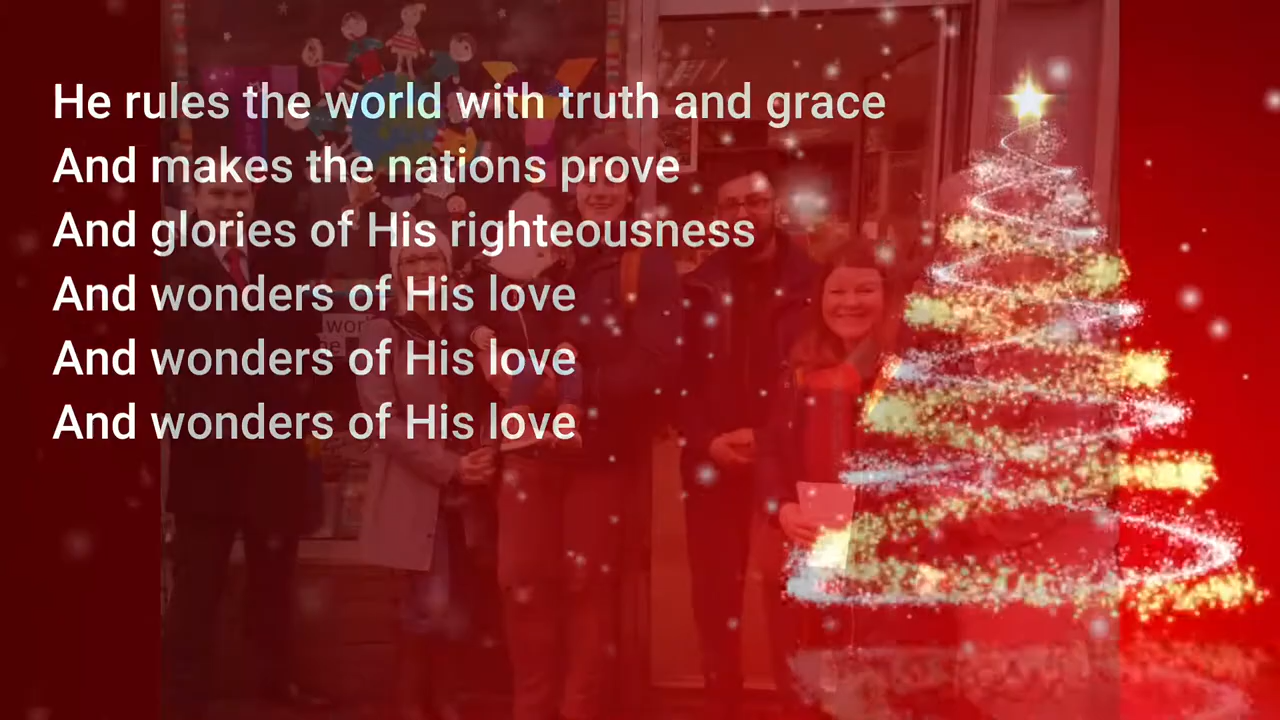 He rules the world with truth and grace
And makes the nations prove
And glories of His righteousness
And wonders of His love
And wonders of His love
And wonders of His love